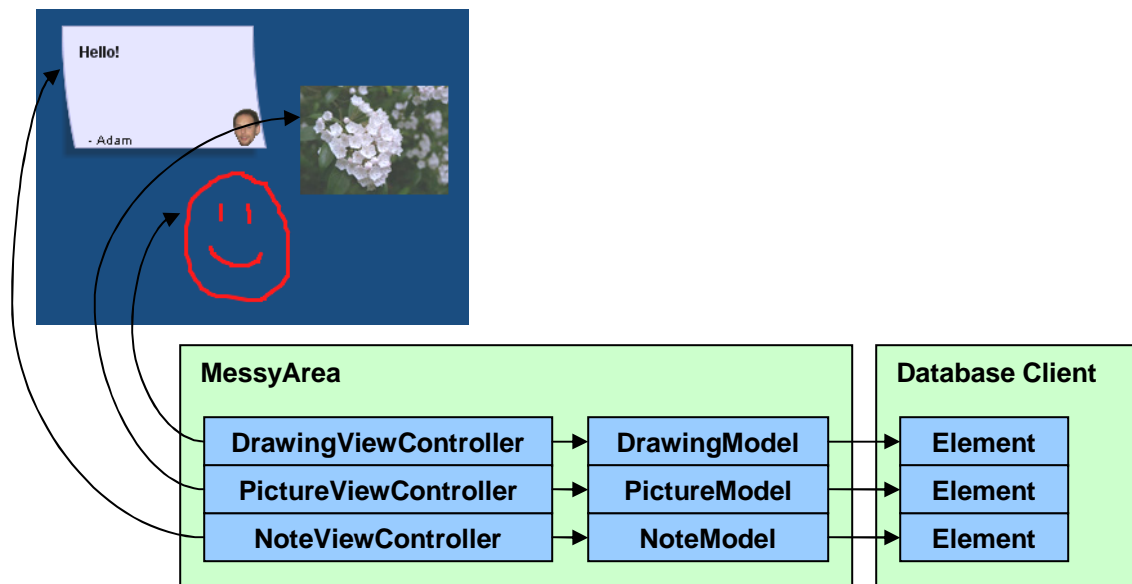 Hello!
- Adam
MessyArea
Database Client
DrawingViewController
DrawingModel
Element
PictureViewController
PictureModel
Element
NoteViewController
NoteModel
Element